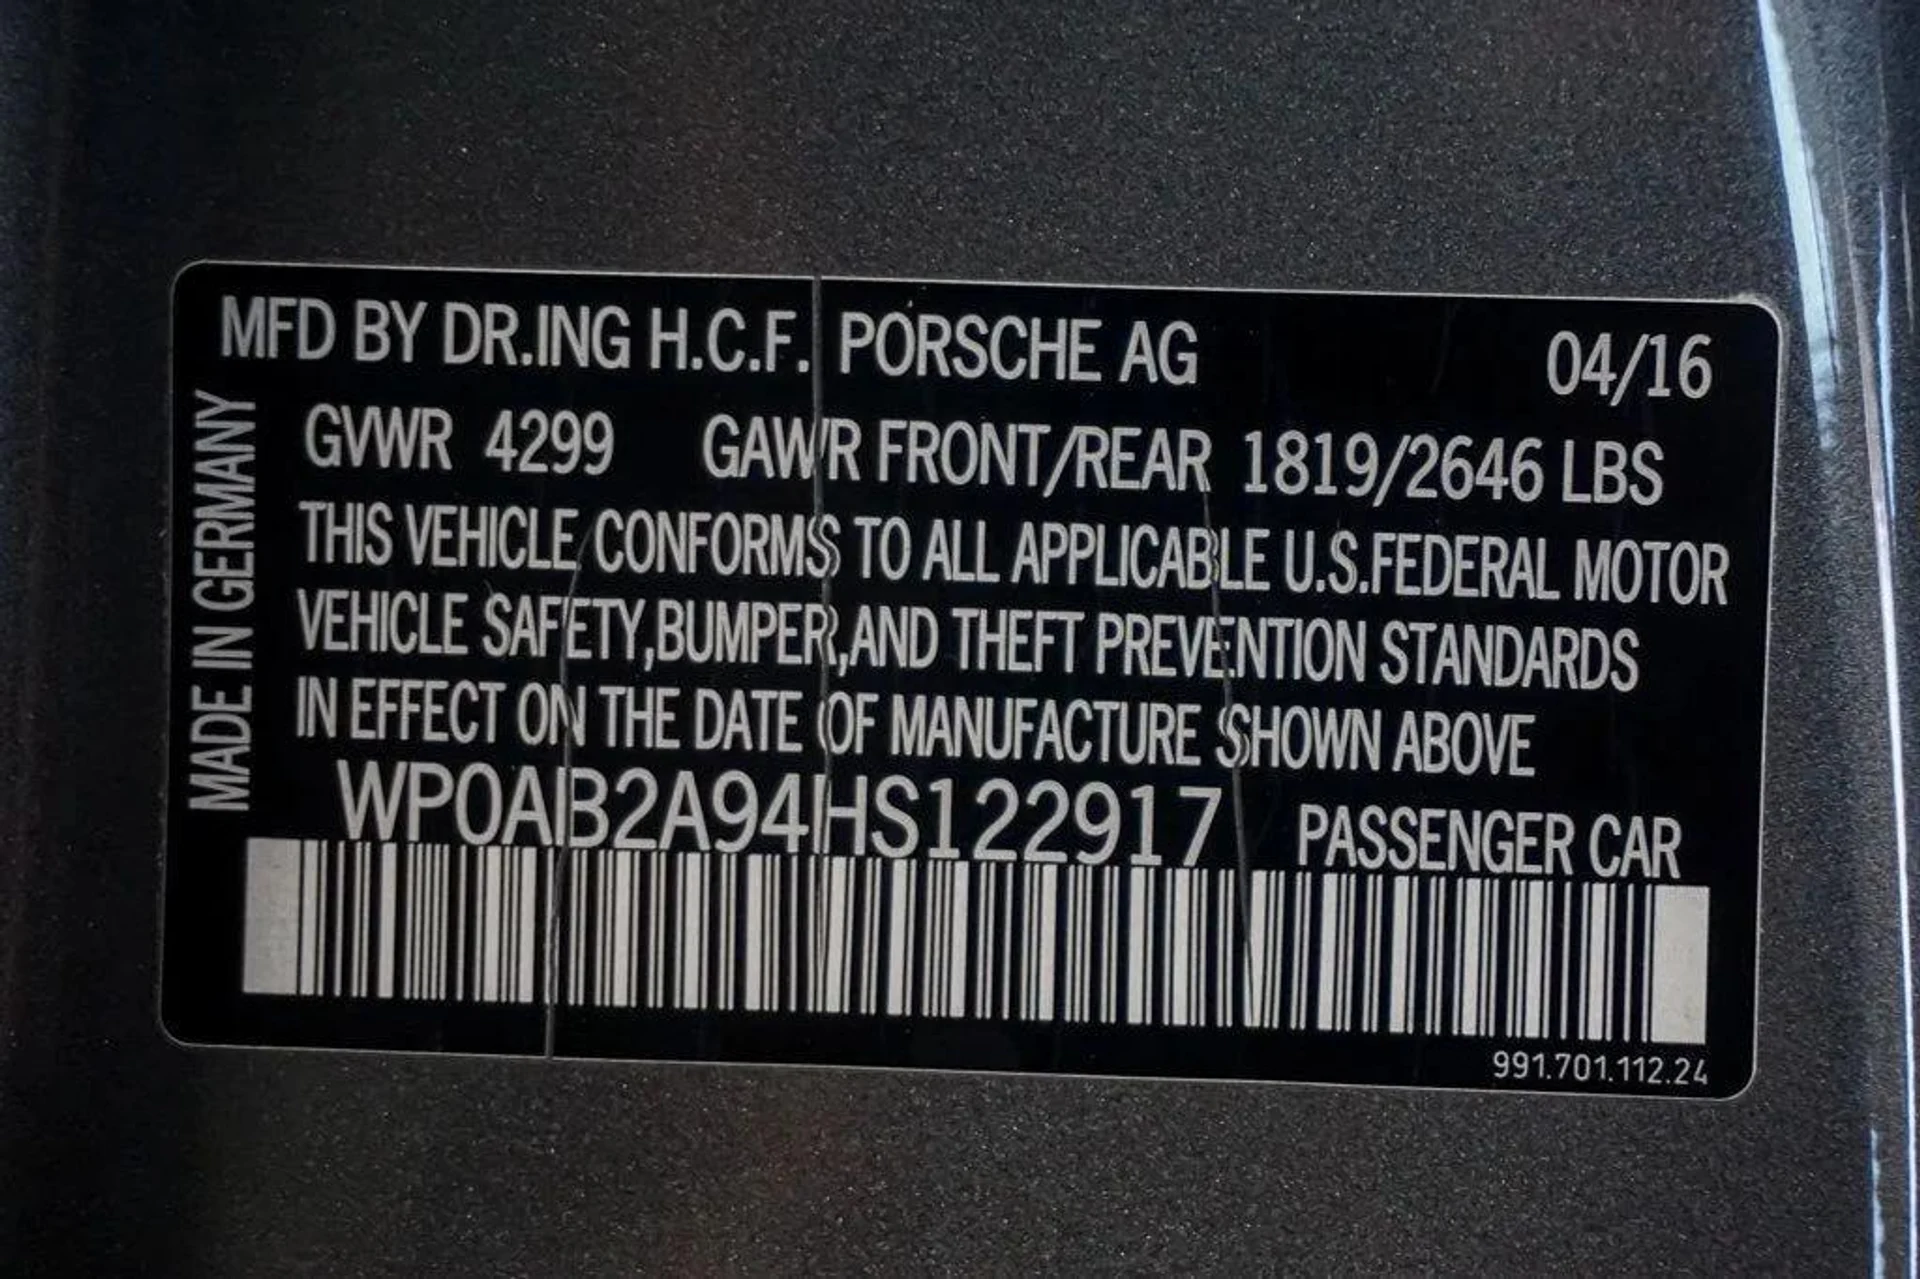 MFD BY DR.ING H.C.F. PORSCHE AG 04/16
GVWR 4299 GAWR FRONT/REAR 1819/2646 LBS
THIS VEHICLE CONFORMS TO ALL APPLICABLE U.S.FEDERAL MOTOR
VEHICLE SAFETY,BUMPER,AND THEFT PREVENTION STANDARDS
IN EFFECT ON THE DATE OF MANUFACTURE SHOWN ABOVE
WP0AB2A94HS122917 PASSENGER CAR
991.701.112.24
MADE IN GERMANY